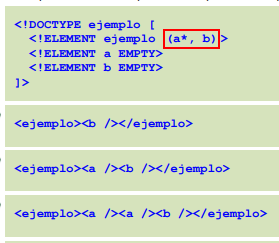 <!DOCTYPE ejemplo [
<!ELEMENT ejemplo (a*, b)>
<!ELEMENT a EMPTY>
<!ELEMENT b EMPTY>
]>
<ejemplo><b /></ejemplo>
<ejemplo><a /><b /></ejemplo>
<ejemplo><a /><a /><b /></ejemplo>